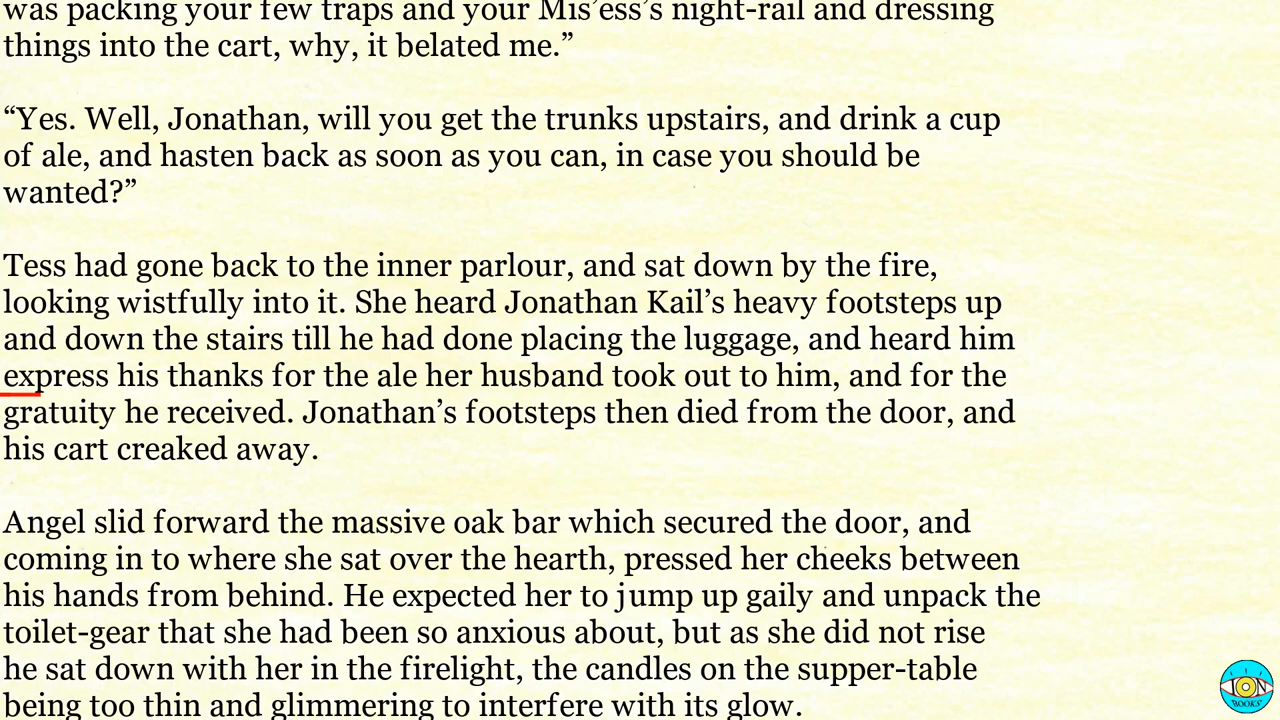 was packing your few traps and your Mis’ess’s night-rail and dressing
things into the cart, why, it belated me.”
“Yes. Well, Jonathan, will you get the trunks upstairs, and drink a cup
of ale, and hasten back as soon as you can, in case you should be
wanted?”
Tess had gone back to the inner parlour, and sat down by the fire,
looking wistfully into it. She heard Jonathan Kail’s heavy footsteps up
and down the stairs till he had done placing the luggage, and heard him
express his thanks for the ale her husband took out to him, and for the
gratuity he received. Jonathan’s footsteps then died from the door, and
his cart creaked away.
Angel slid forward the massive oak bar which secured the door, and
coming in to where she sat over the hearth, pressed her cheeks between
his hands from behind. He expected her to jump up gaily and unpack the
toilet-gear that she had been so anxious about, but as she did not rise
he sat down with her in the firelight, the candles on the supper-table
being too thin and glimmering to interfere with its glow.
ION
BOOKS